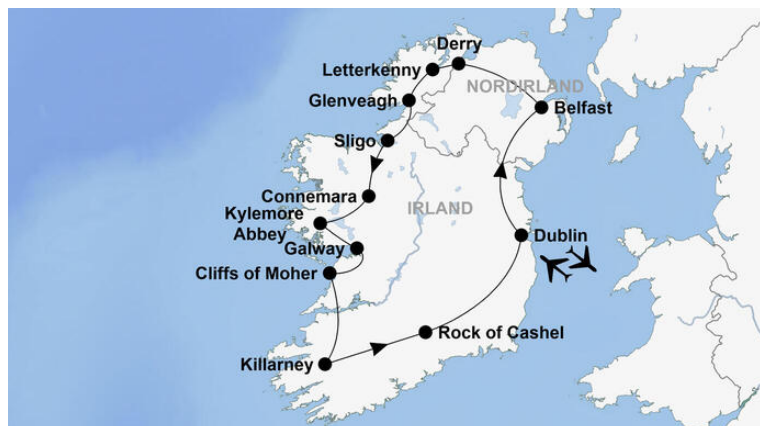 Derry
Letterkenny
NORDIRLAND
Glenveagh
Belfast
Sligo
Connemara
IRLAND
Kylemore
Abbey
Dublin
Galway
Cliffs of Moher
Rock of Cashel
Killarney